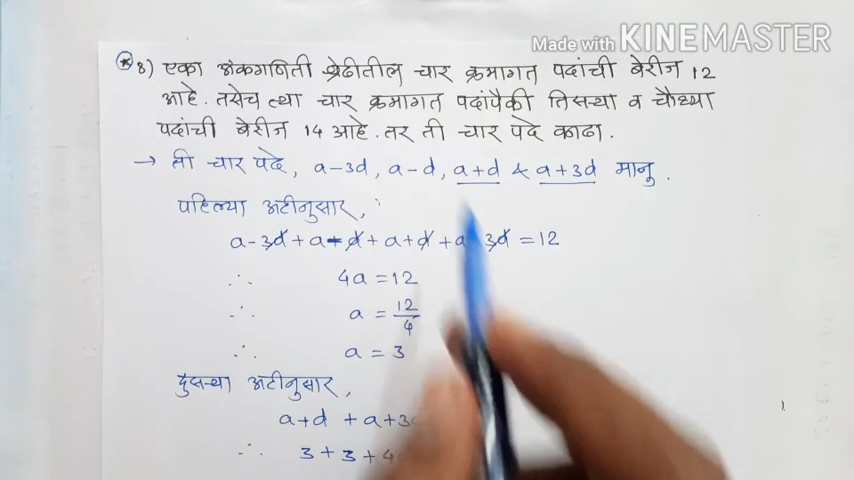 Made with KINEMASTER
* 8) एका अंकगणिती श्रेढीतील चार क्रमागत पदांची बेरीज 12
आहे. तसेच त्या चार क्रमागत पदांपैकी तिसऱ्या व चौथ्या
पदांची बेरीज 14 आहे. तर ती चार पदे काढा.
→ ती चार पदे, a-3d, a-d, a+d & a+3d मानु.
पहिल्या अटीनुसार,
a-3d+a-d+a+d+a 3d =12
∴ 4a =12
∴ a = 12/4
∴ a = 3
दुसऱ्या अटीनुसार,
a+d +a+3
∴ 3+3+4